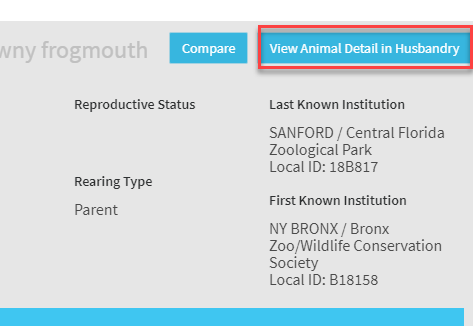 wny frogmouth
Compare
View Animal Detail in Husbandry
Reproductive Status
Last Known Institution
SANFORD / Central Florida
Zoological Park
Local ID: 18B817
Rearing Type
Parent
First Known Institution
NY BRONX / Bronx
Zoo/Wildlife Conservation
Society
Local ID: B18158